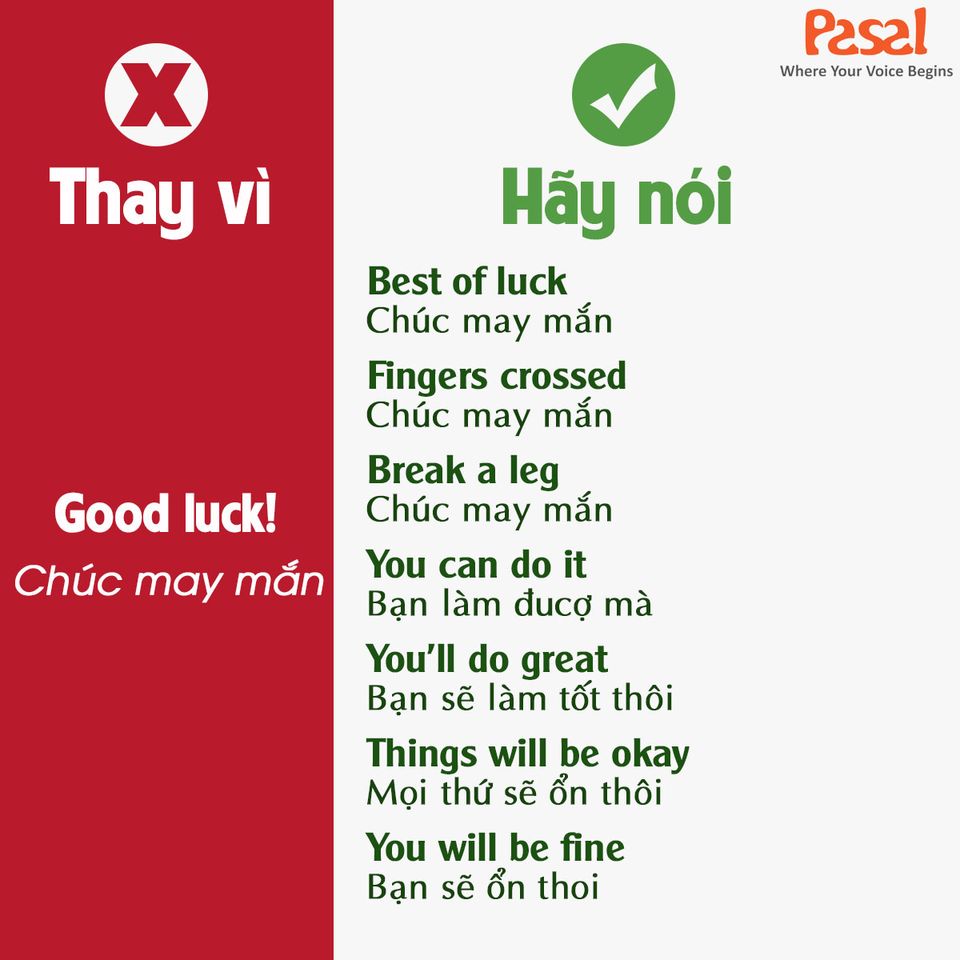 Pasal
Where Your Voice Begins
X
Thay vì
Good luck!
Chúc may mắn
Hãy nói
Best of luck
Chúc may mắn
Fingers crossed
Chúc may mắn
Break a leg
Chúc may mắn
You can do it
Bạn làm đucợ mà
You'll do great
Bạn sẽ làm tốt thôi
Things will be okay
Mọi thứ sẽ ổn thôi
You will be fine
Bạn sẽ ổn thoi